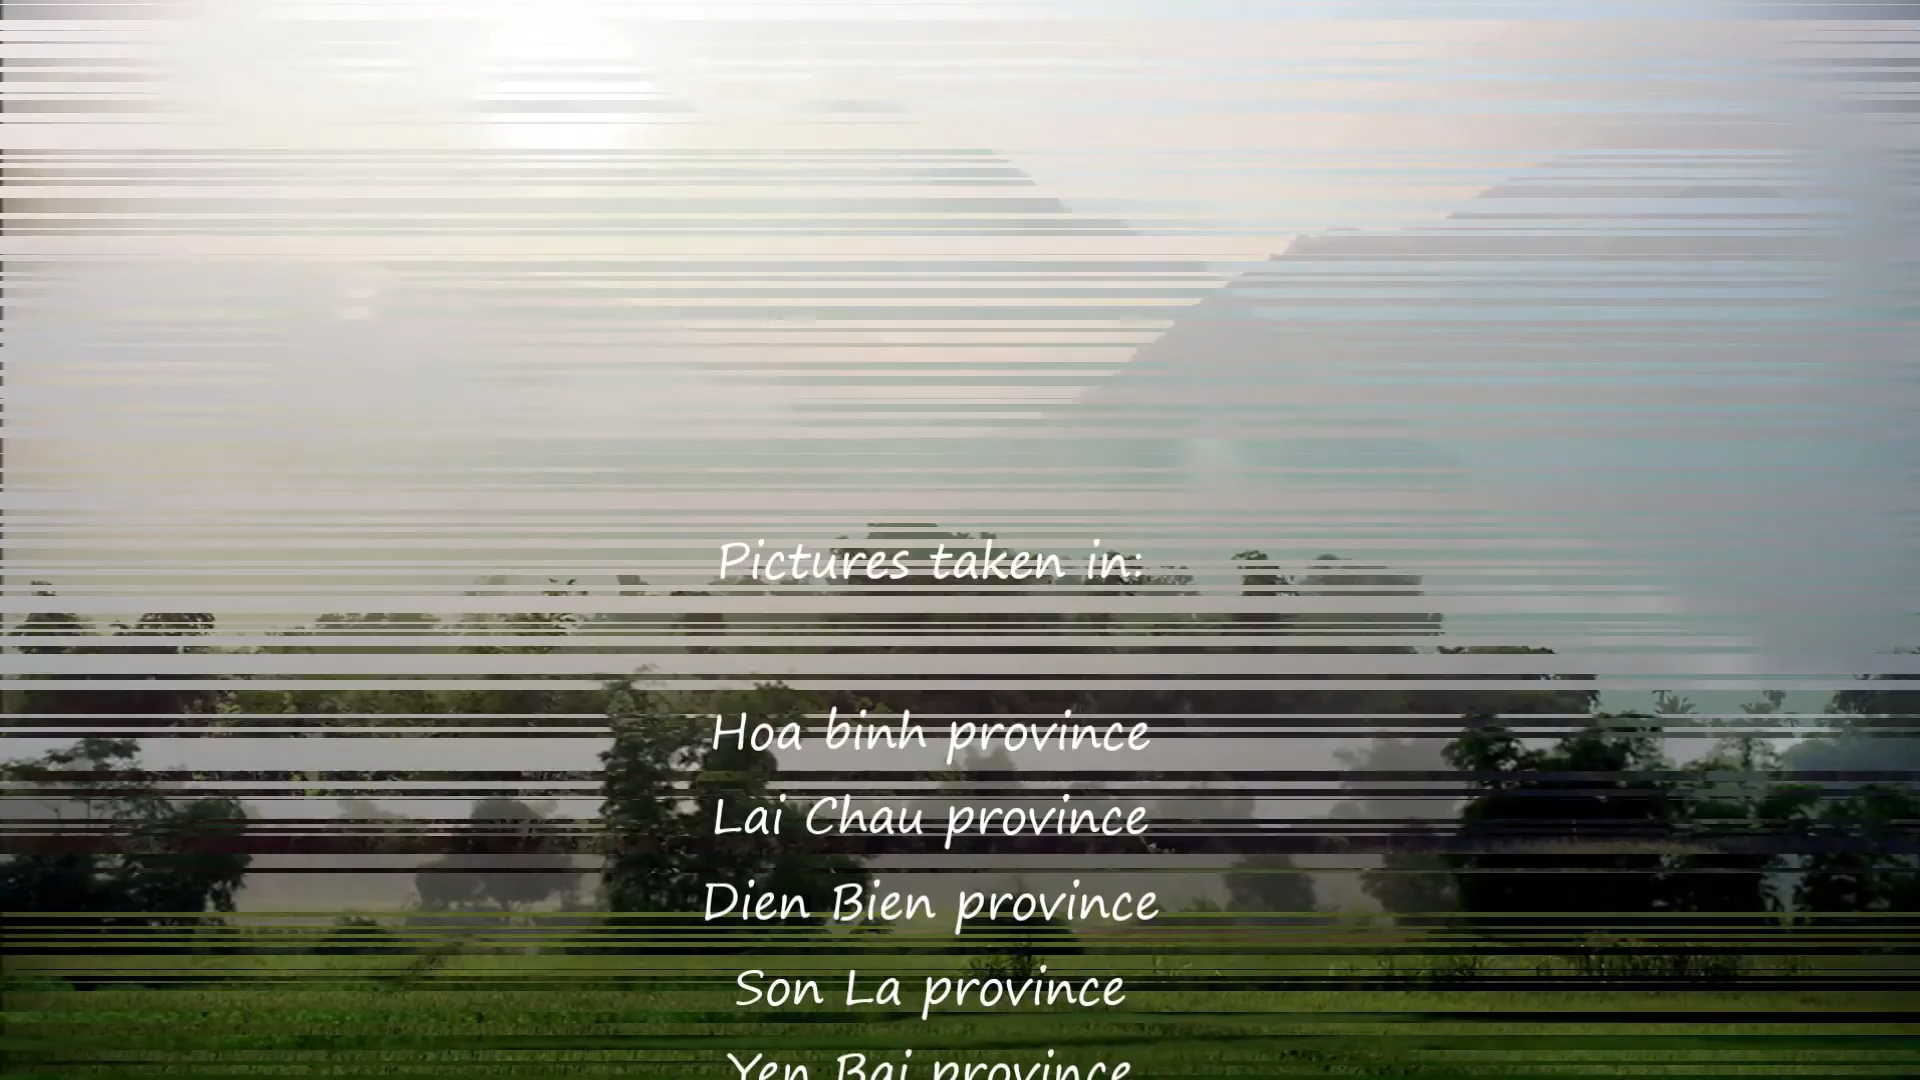 Pictures taken in:
Hoa binh province
Lai Chau province
Dien Bien province
Son La province
Yen Bai province